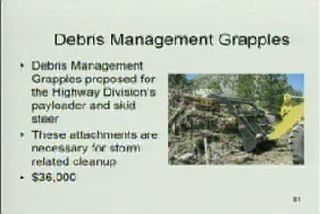 Debris Management Grapples
• Debris Management
Grapples proposed for
the Highway Division's
payloader and skid
steer
• These attachments are
necessary for storm
related cleanup
• $36,000